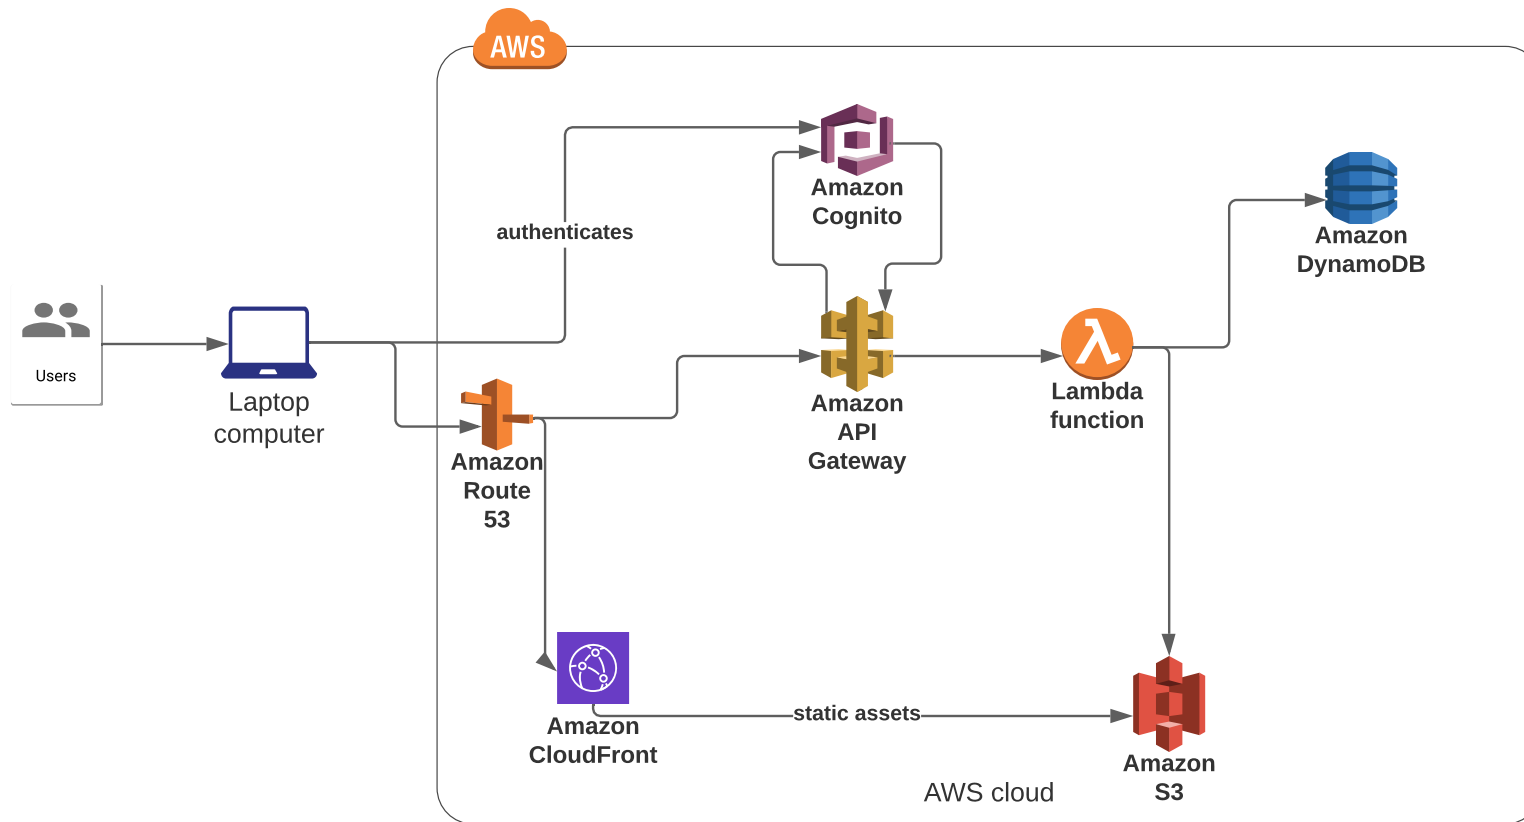 AWS
Amazon
Cognito
authenticates
Amazon
DynamoDB
Users
Laptop
computer
Amazon
Route
53
Amazon
API
Gateway
Lambda
function
Amazon
CloudFront
static assets
Amazon
S3
AWS cloud